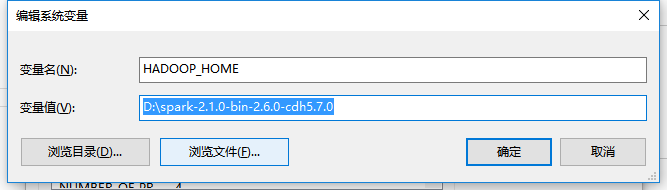 编辑系统变量
变量名(N):
HADOOP_HOME
变量值(V):
D:\spark-2.1.0-bin-2.6.0-cdh5.7.0
浏览目录(D)...
浏览文件(F)...
确定
取消